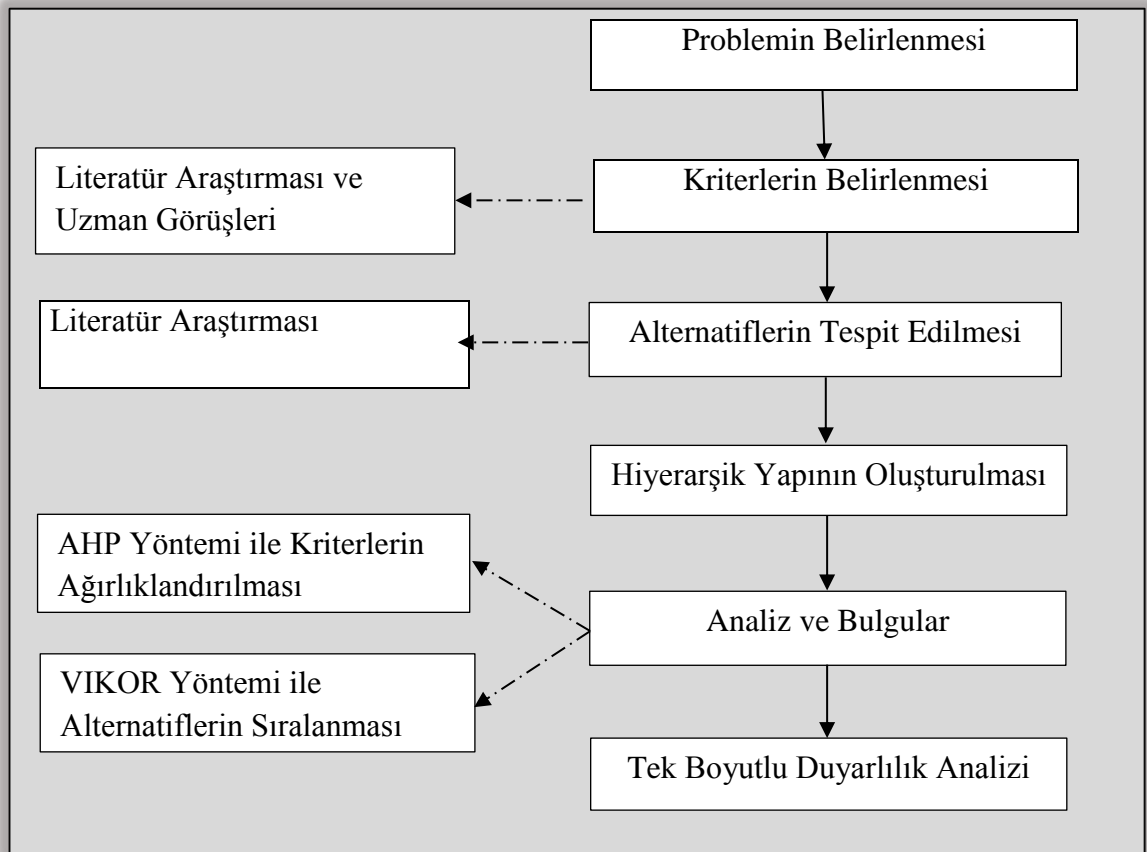 Problemin Belirlenmesi
Literatür Araştırması ve
Uzman Görüşleri
Kriterlerin Belirlenmesi
Literatür Araştırması
Alternatiflerin Tespit Edilmesi
Hiyerarşik Yapının Oluşturulması
AHP Yöntemi ile Kriterlerin
Ağırlıklandırılması
Analiz ve Bulgular
VIKOR Yöntemi ile
Alternatiflerin Sıralanması
Tek Boyutlu Duyarlılık Analizi